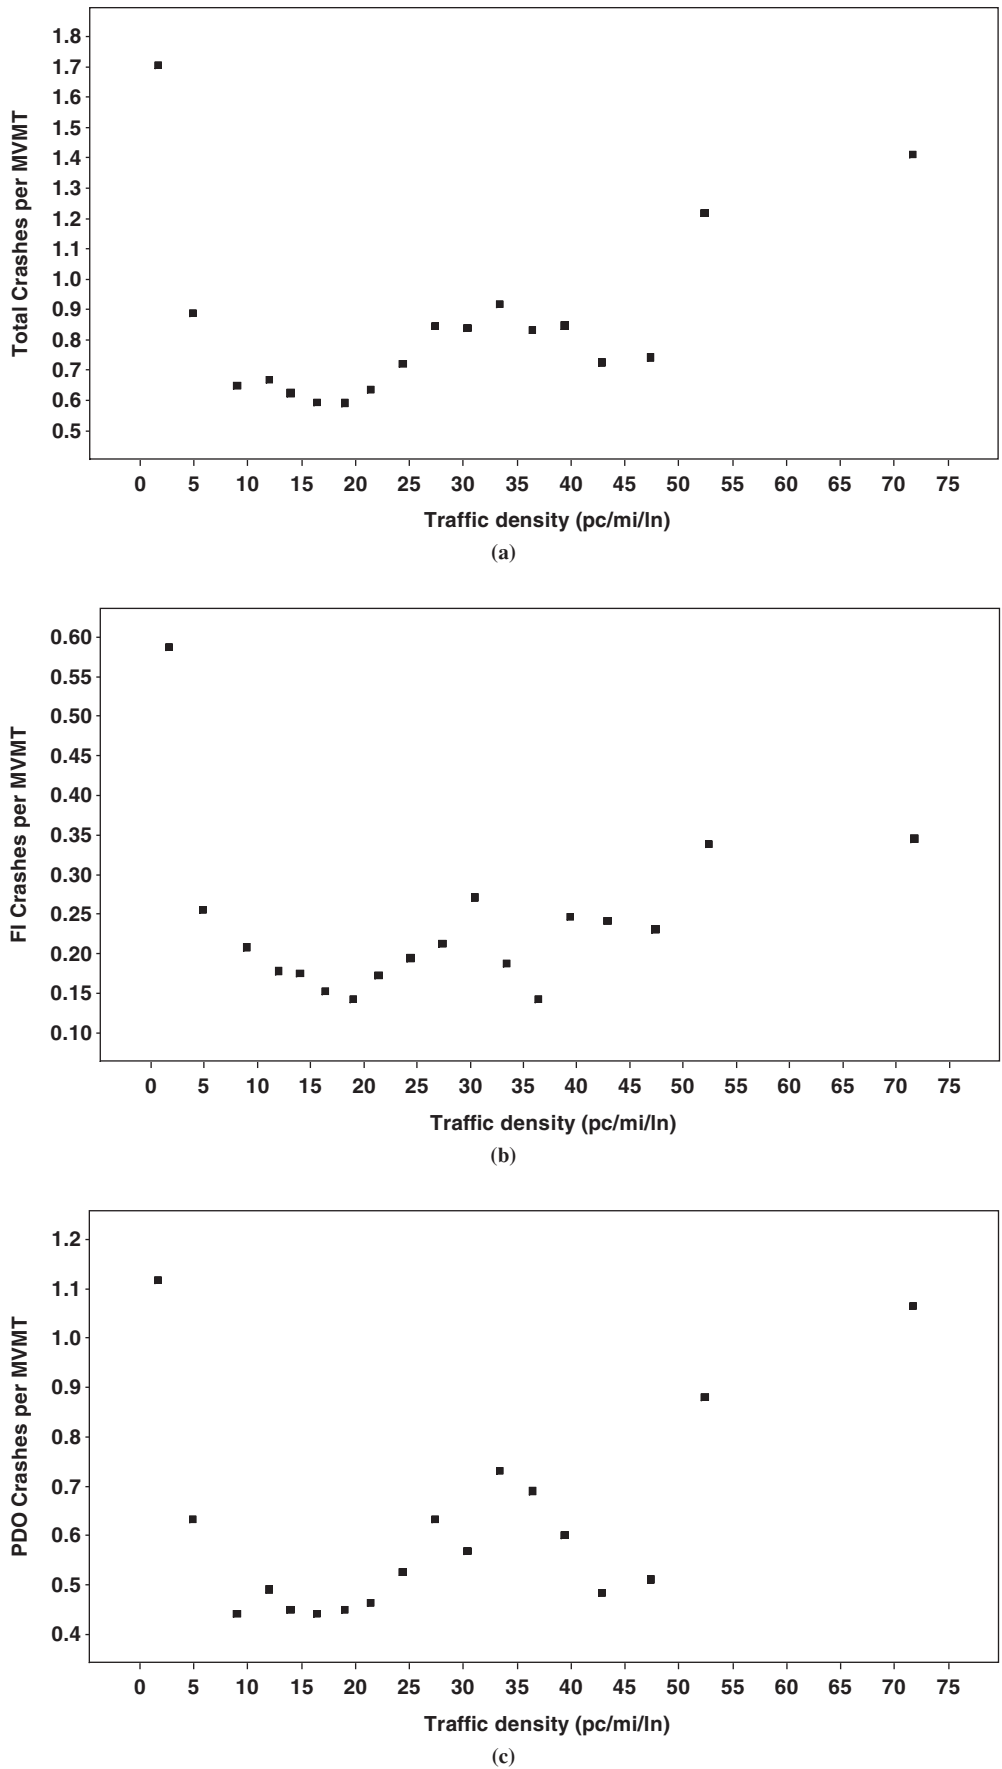 Total Crashes per MVMT
1.8
1.7
1.6
1.5
1.4
1.3
1.2
1.1
1.0
0.9
0.8
0.7
0.6
0.5
0 5 10 15 20 25 30 35 40 45 50 55 60 65 70 75
Traffic density (pc/mi/ln)
(a)
FI Crashes per MVMT
0.60
0.55
0.50
0.45
0.40
0.35
0.30
0.25
0.20
0.15
0.10
0 5 10 15 20 25 30 35 40 45 50 55 60 65 70 75
Traffic density (pc/mi/ln)
(b)
PDO Crashes per MVMT
1.2
1.1
1.0
0.9
0.8
0.7
0.6
0.5
0.4
0 5 10 15 20 25 30 35 40 45 50 55 60 65 70 75
Traffic density (pc/mi/ln)
(c)